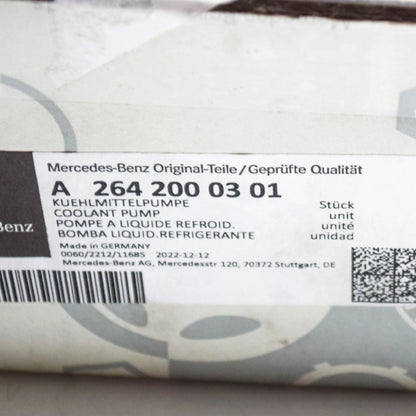 Mercedes-Benz Original-Teile/Geprüfte Qualität
A 264 200 03 01
KUEHLMITTELPUMPE Stück
COOLANT PUMP unit
POMPE A LIQUIDE REFROID. unité
BOMBA LIQUID.REFRIGERANTE unidad
Benz
Made in GERMANY
0060/2212/11685 2022-12-12
Mercedes-Benz AG, Mercedesstr.120, 70372 Stuttgart, DE